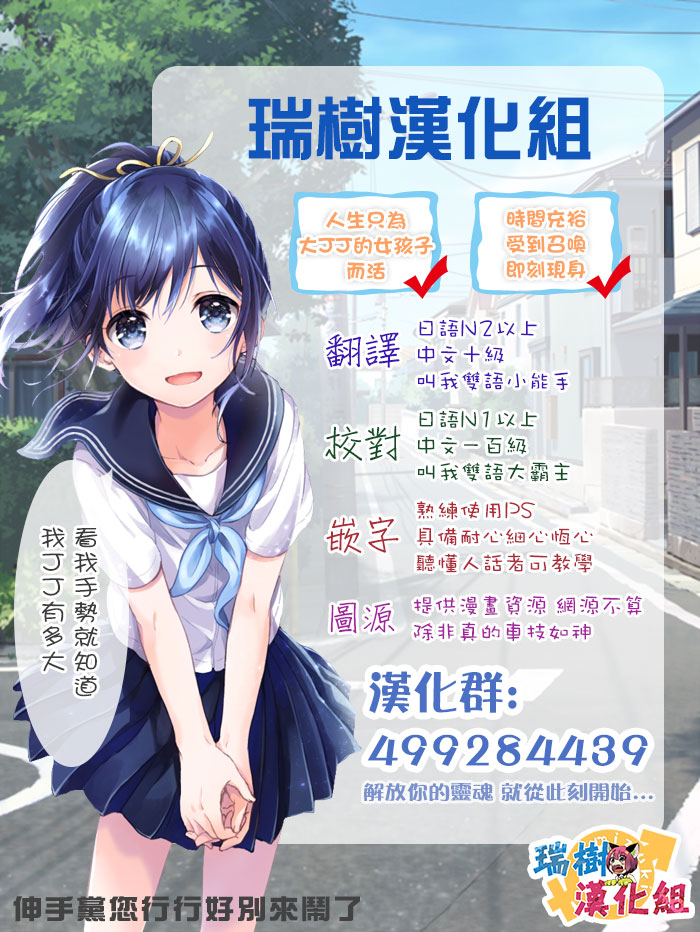 瑞樹漢化組
人生只為
大丁丁的女孩子
而活
時間充裕
受到召喚
即刻現身
翻譯
日語N2以上
中文十級
叫我雙語小能手
校對
日語N1以上
中文一百級
叫我雙語大霸主
嵌字
熟練使用PS
具備耐心細心恆心
聽懂人話者可教學
圖源
提供漫畫資源 網源不算
除非真的車技如神
看我手勢就知道
我丁丁有多大
漢化群:
499284439
解放你的靈魂 就從此刻開始...
瑞樹
漢化組
伸手黨您行行好別來鬧了